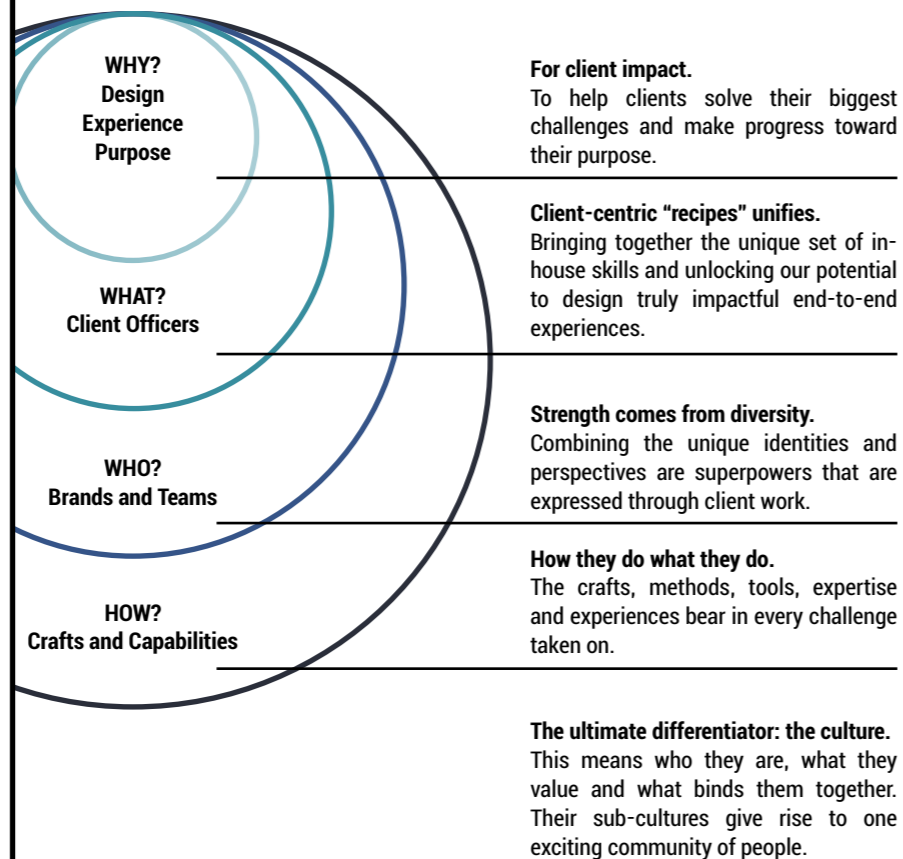 WHY?
Design
Experience
Purpose
For client impact.
To help clients solve their biggest
challenges and make progress toward
their purpose.
WHAT?
Client Officers
Client-centric “recipes” unifies.
Bringing together the unique set of in-
house skills and unlocking our potential
to design truly impactful end-to-end
experiences.
WHO?
Brands and Teams
Strength comes from diversity.
Combining the unique identities and
perspectives are superpowers that are
expressed through client work.
HOW?
Crafts and Capabilities
How they do what they do.
The crafts, methods, tools, expertise
and experiences bear in every challenge
taken on.
The ultimate differentiator: the culture.
This means who they are, what they
value and what binds them together.
Their sub-cultures give rise to one
exciting community of people.